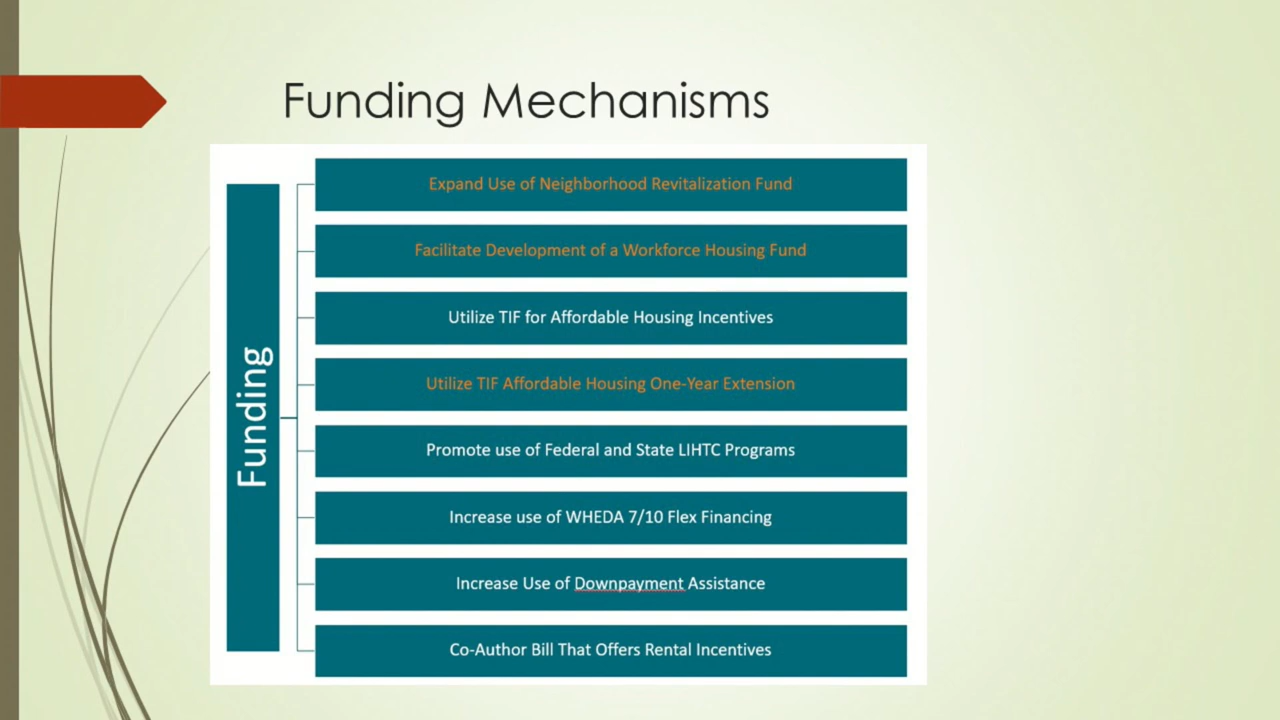 Funding Mechanisms
Funding
Expand Use of Neighborhood Revitalization Fund
Facilitate Development of a Workforce Housing Fund
Utilize TIF for Affordable Housing Incentives
Utilize TIF Affordable Housing One-Year Extension
Promote use of Federal and State LIHTC Programs
Increase use of WHEDA 7/10 Flex Financing
Increase Use of Downpayment Assistance
Co-Author Bill That Offers Rental Incentives